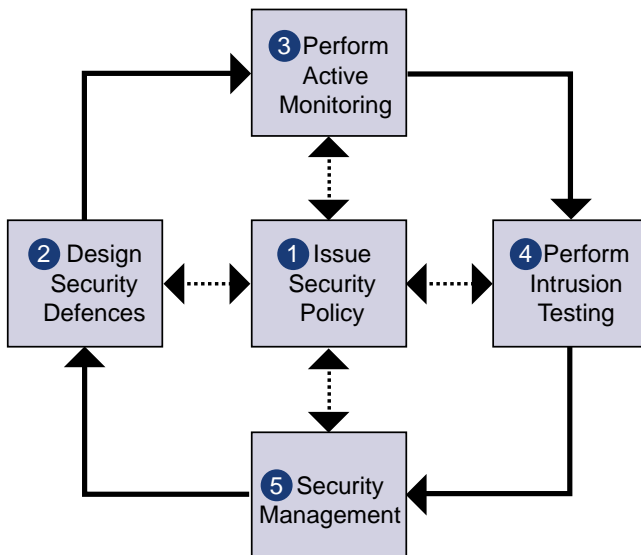 3 Perform
Active
Monitoring
2 Design
Security
Defences
1 Issue
Security
Policy
4 Perform
Intrusion
Testing
5 Security
Management